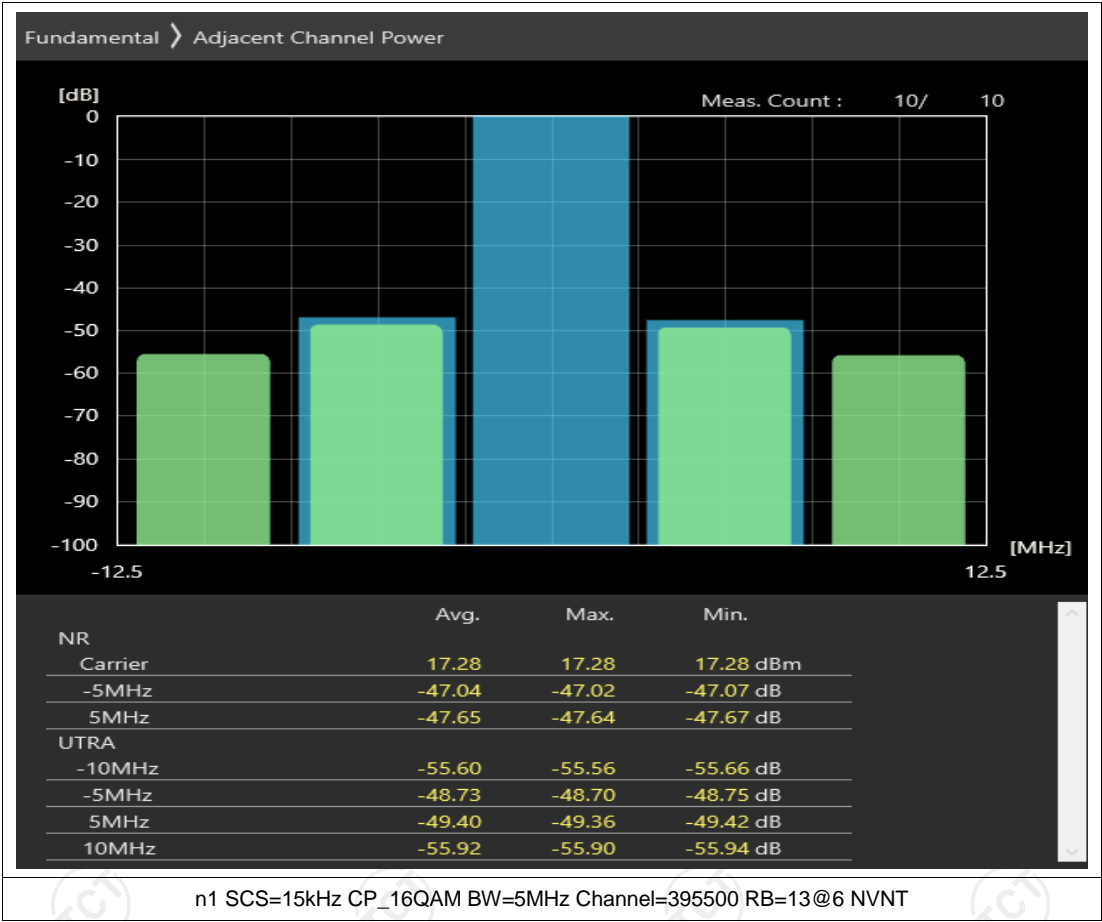 Fundamental 〉 Adjacent Channel Power
[dB]
Meas. Count : 10/ 10
0
-10
-20
-30
-40
-50
-60
-70
-80
-90
-100
[MHz]
-12.5 12.5
Avg. Max. Min.
NR
Carrier 17.28 17.28 17.28 dBm
-5MHz -47.04 -47.02 -47.07 dB
5MHz -47.65 -47.64 -47.67 dB
UTRA
-10MHz -55.60 -55.56 -55.66 dB
-5MHz -48.73 -48.70 -48.75 dB
5MHz -49.40 -49.36 -49.42 dB
10MHz -55.92 -55.90 -55.94 dB
n1 SCS=15kHz CP_16QAM BW=5MHz Channel=395500 RB=13@6 NVNT
TCT TCT TCT TCT